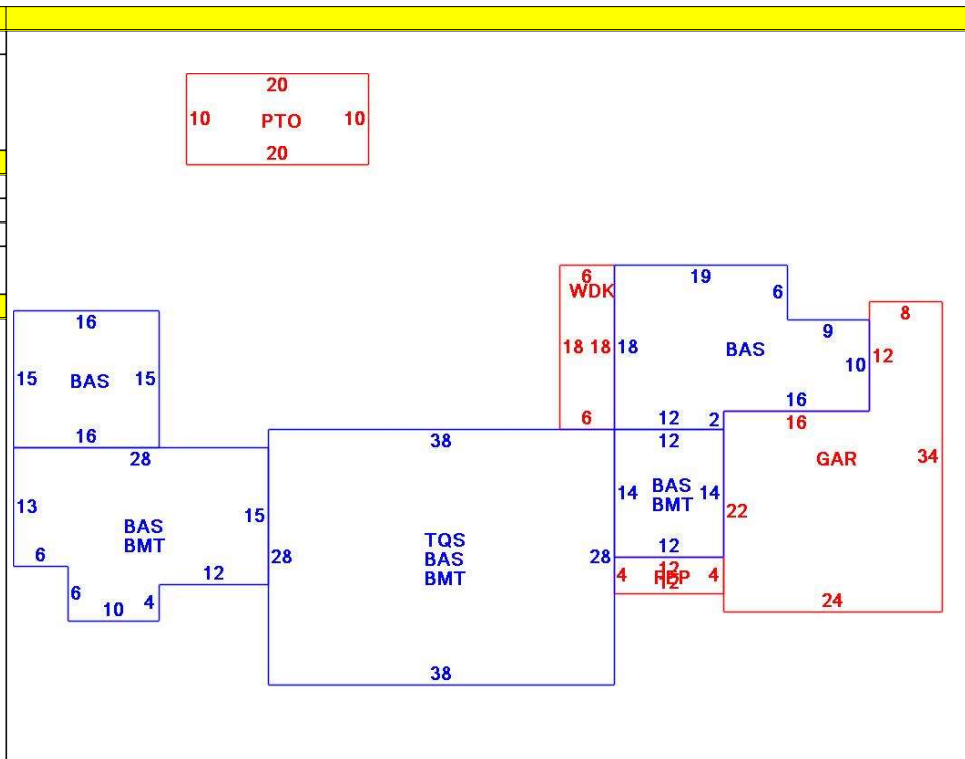 20
10 PTO 10
20
6 19
WDK 6
8
16 9
18 18 18 BAS 12
15 BAS 15 10
16
16 6 12 2 16
28 38 12
GAR 34
13 14 BAS 14
BMT
15 22
BAS
BMT
TQS
6 28 BAS 28 12
BMT
12 12
4 4
6 4 12
10 24
38